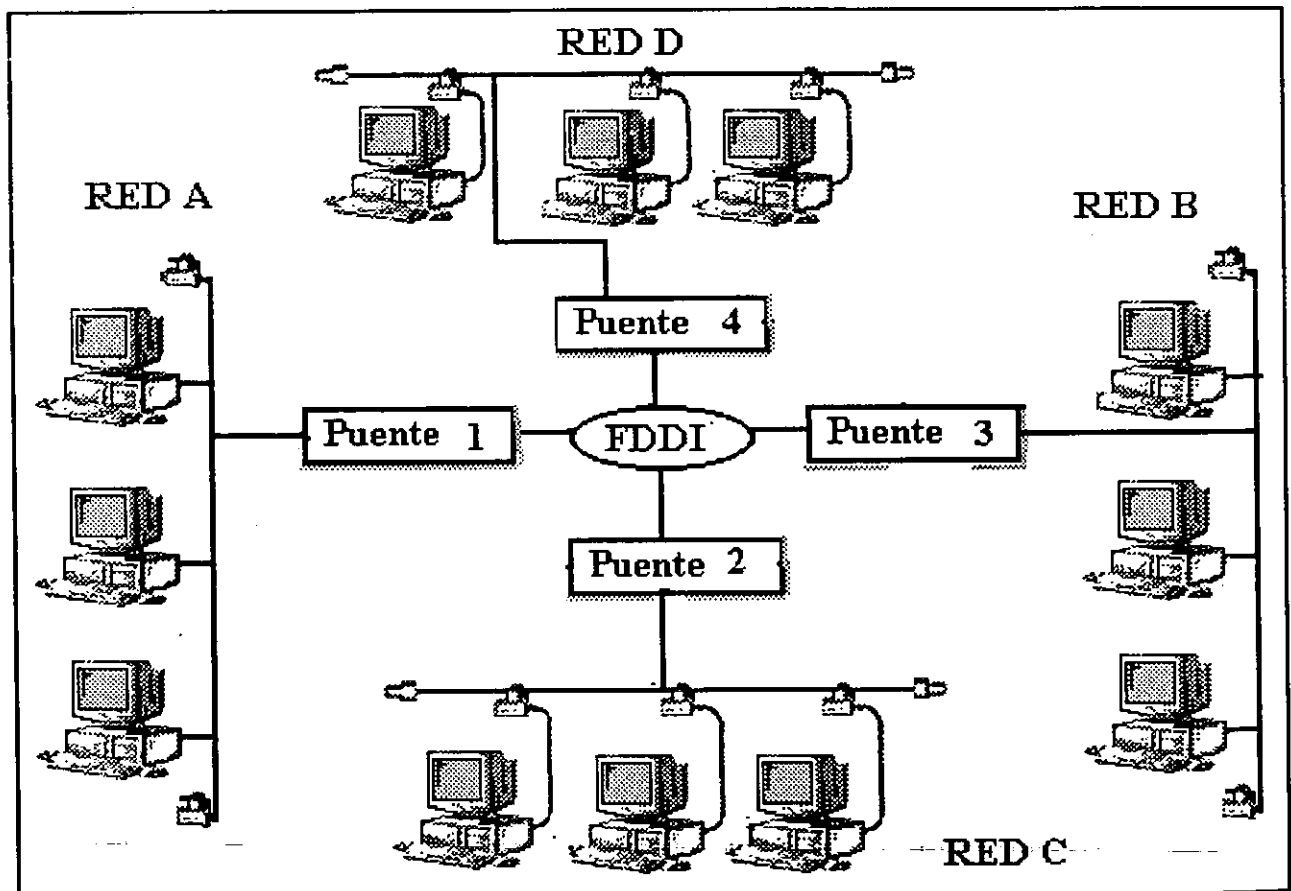 RED D
RED A
RED B
Puente 4
Puente 1
FDDI
Puente 3
Puente 2
RED C